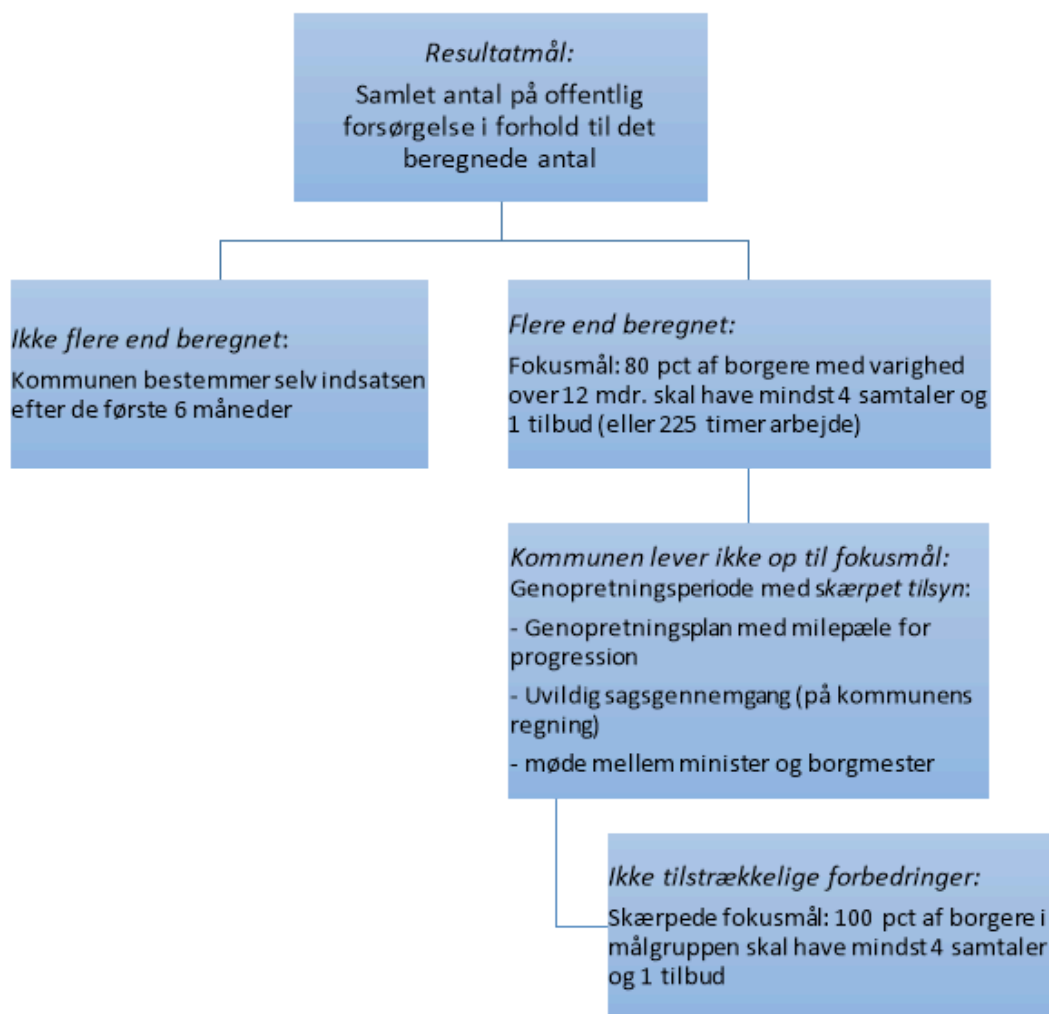 Resultatmål:
Samlet antal på offentlig
forsørgelse i forhold til det
beregnede antal
Ikke flere end beregnet:
Kommunen bestemmer selv indsatsen
efter de første 6 måneder
Flere end beregnet:
Fokusmål: 80 pct af borgere med varighed
over 12 mdr. skal have mindst 4 samtaler og
1 tilbud (eller 225 timer arbejde)
Kommunen lever ikke op til fokusmål:
Genopretningsperiode med skærpet tilsyn:
- Genopretningsplan med milepæle for
progression
- Uvildig sagsgennemgang (på kommunens
regning)
- møde mellem minister og borgmester
Ikke tilstrækkelige forbedringer:
Skærpede fokusmål: 100 pct af borgere i
målgruppen skal have mindst 4 samtaler
og 1 tilbud